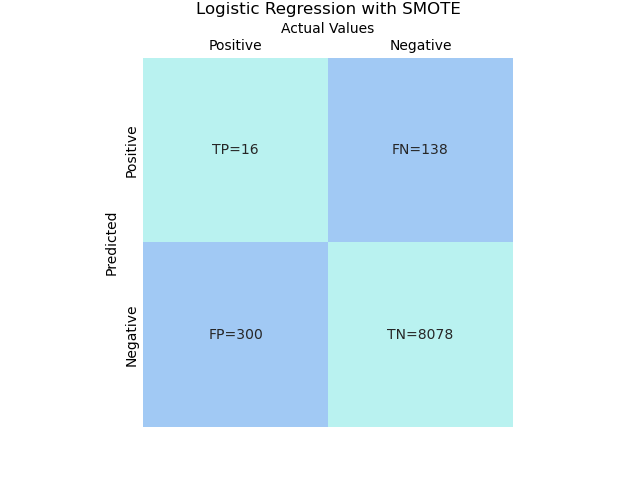 Logistic Regression with SMOTE
Actual Values
Positive Negative
Positive
TP=16 FN=138
Predicted
Negative
FP=300 TN=8078